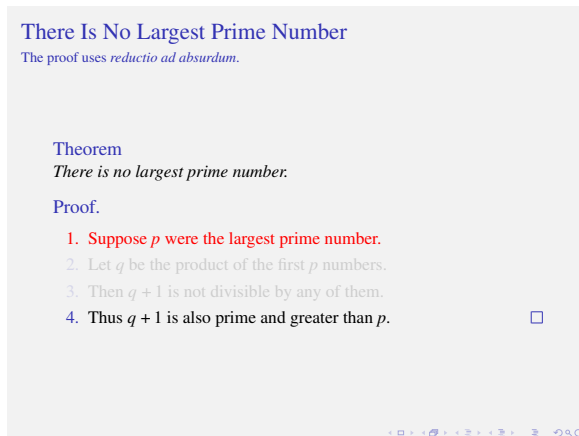 There Is No Largest Prime Number
The proof uses reductio ad absurdum.
Theorem
There is no largest prime number.
Proof.
1. Suppose p were the largest prime number.
2. Let q be the product of the first p numbers.
3. Then q + 1 is not divisible by any of them.
4. Thus q + 1 is also prime and greater than p.